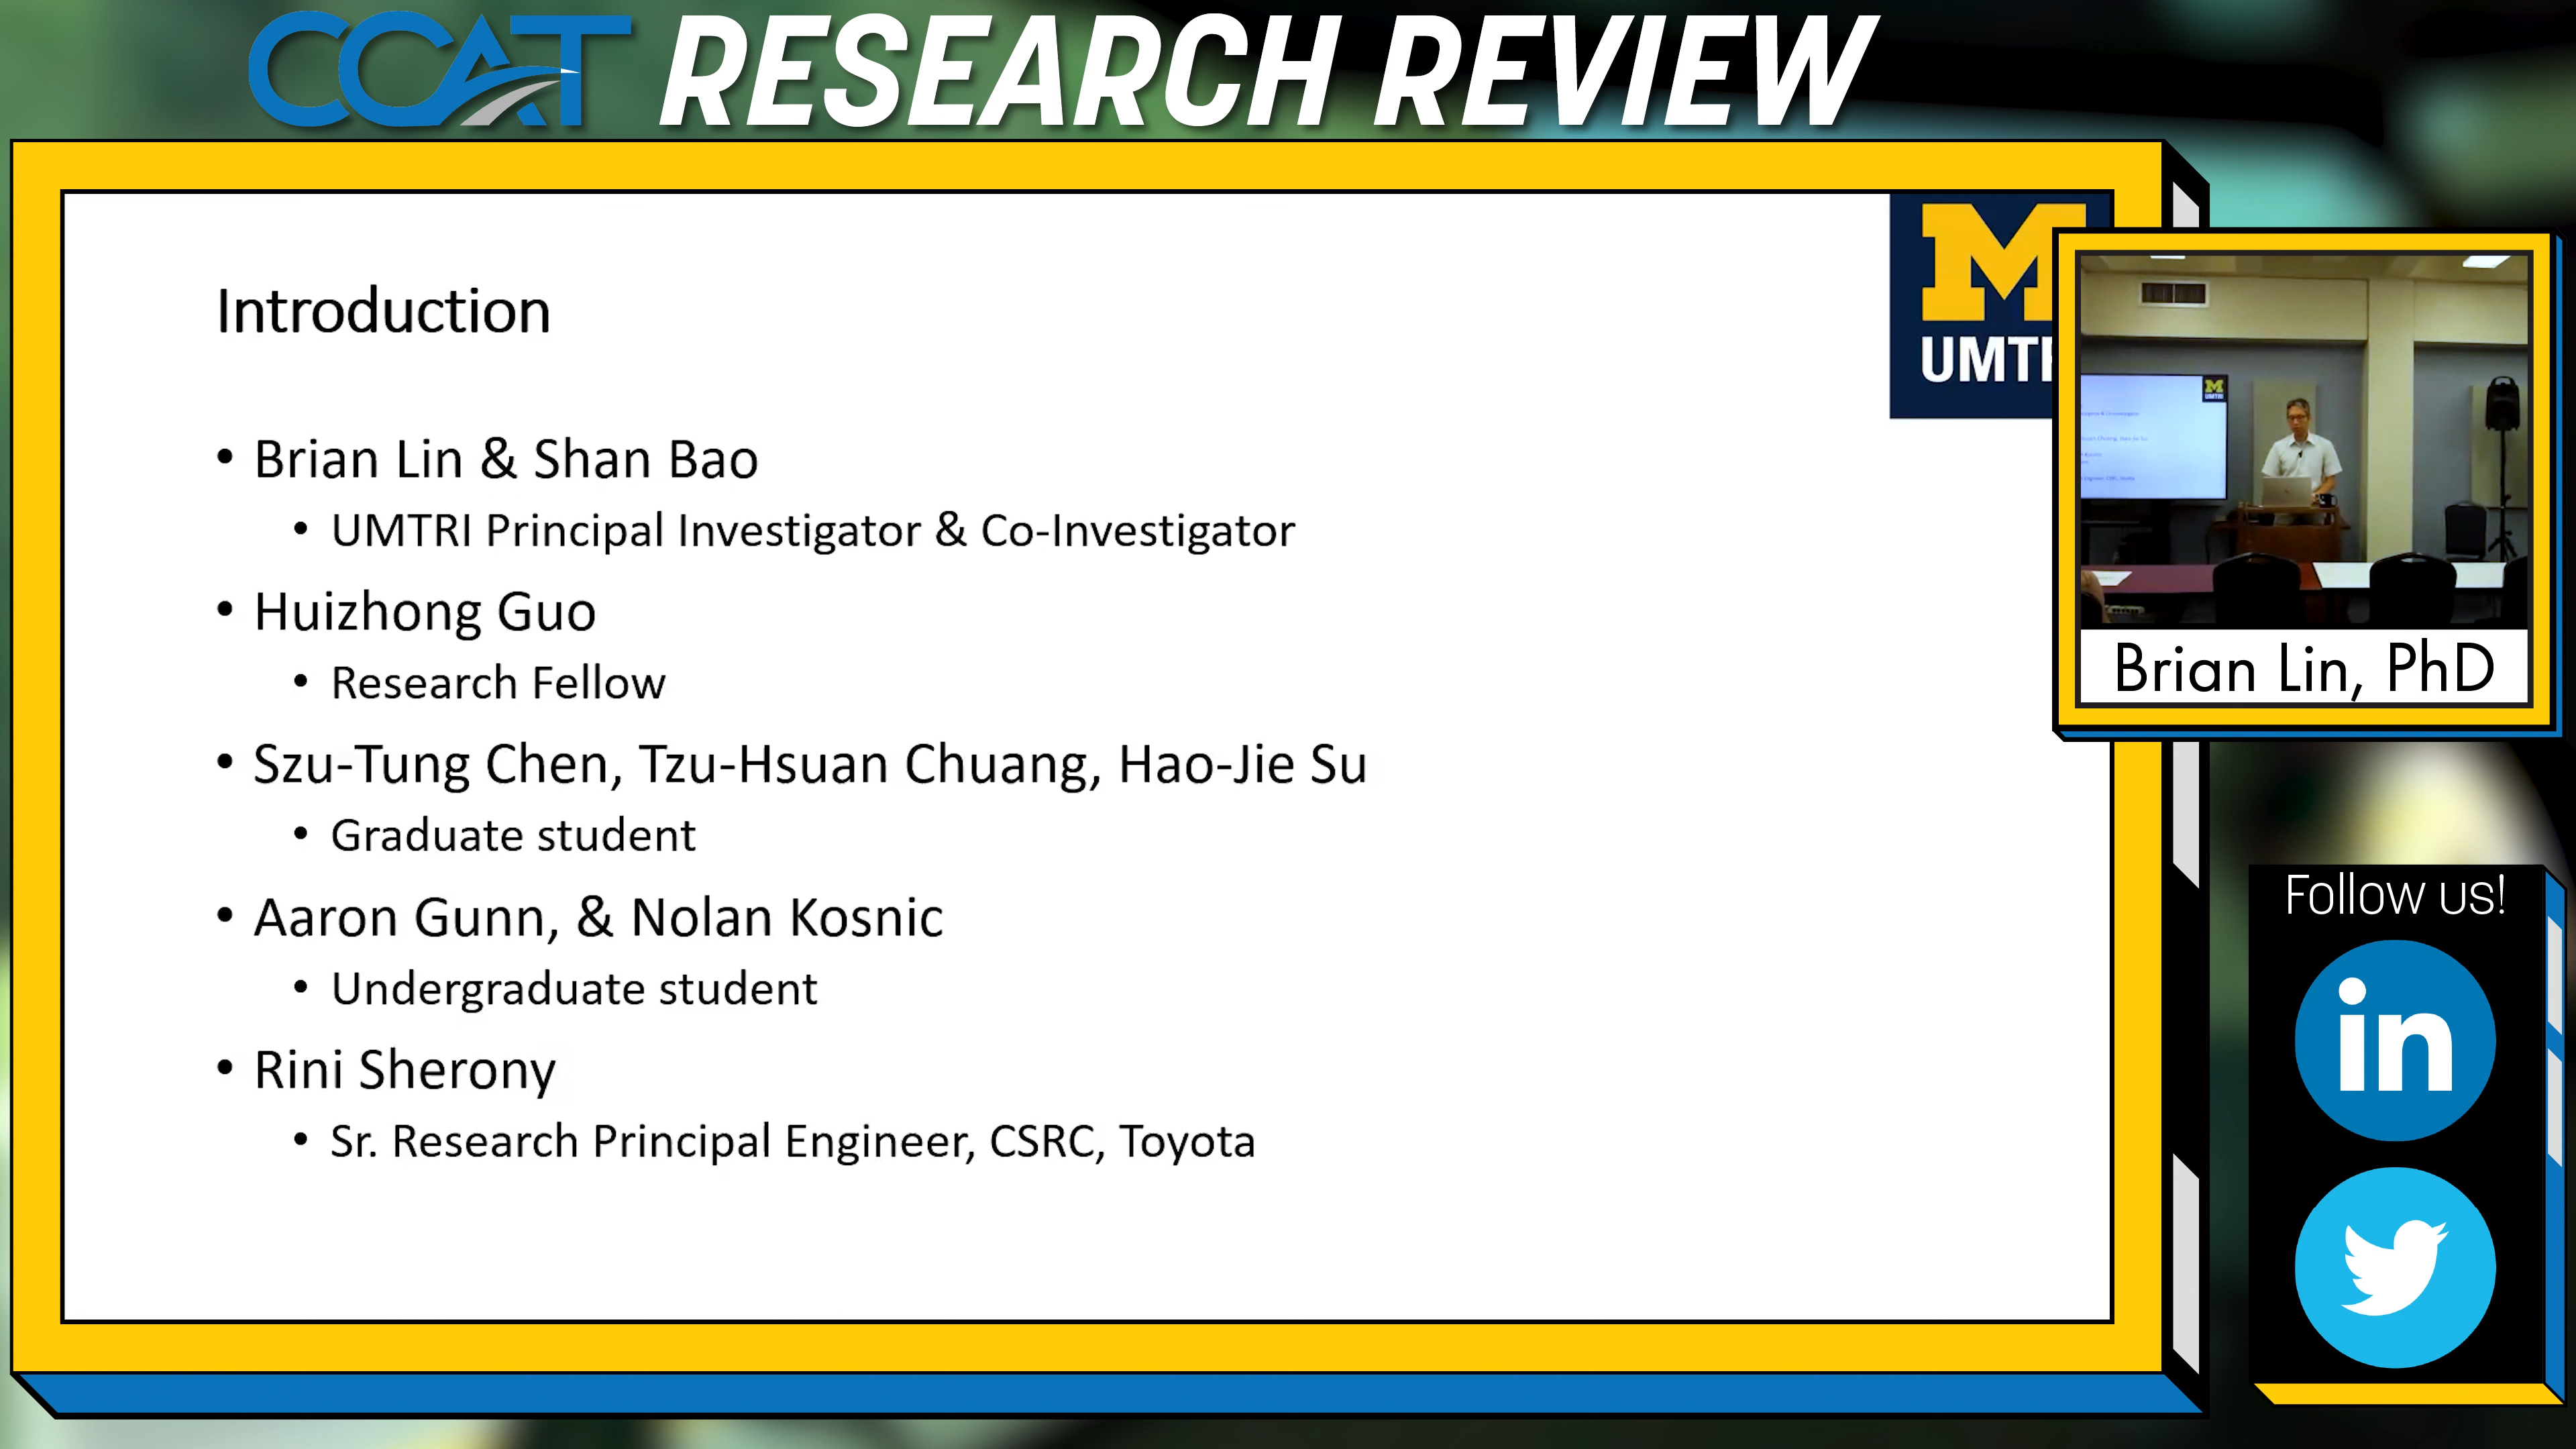 CCAT RESEARCH REVIEW
Introduction
• Brian Lin & Shan Bao
• UMTRI Principal Investigator & Co-Investigator
• Huizhong Guo
• Research Fellow
• Szu-Tung Chen, Tzu-Hsuan Chuang, Hao-Jie Su
• Graduate student
• Aaron Gunn, & Nolan Kosnic
• Undergraduate student
• Rini Sherony
• Sr. Research Principal Engineer, CSRC, Toyota
M
UMTR
M
UMTRI
Brian Lin, PhD
Follow us!
in